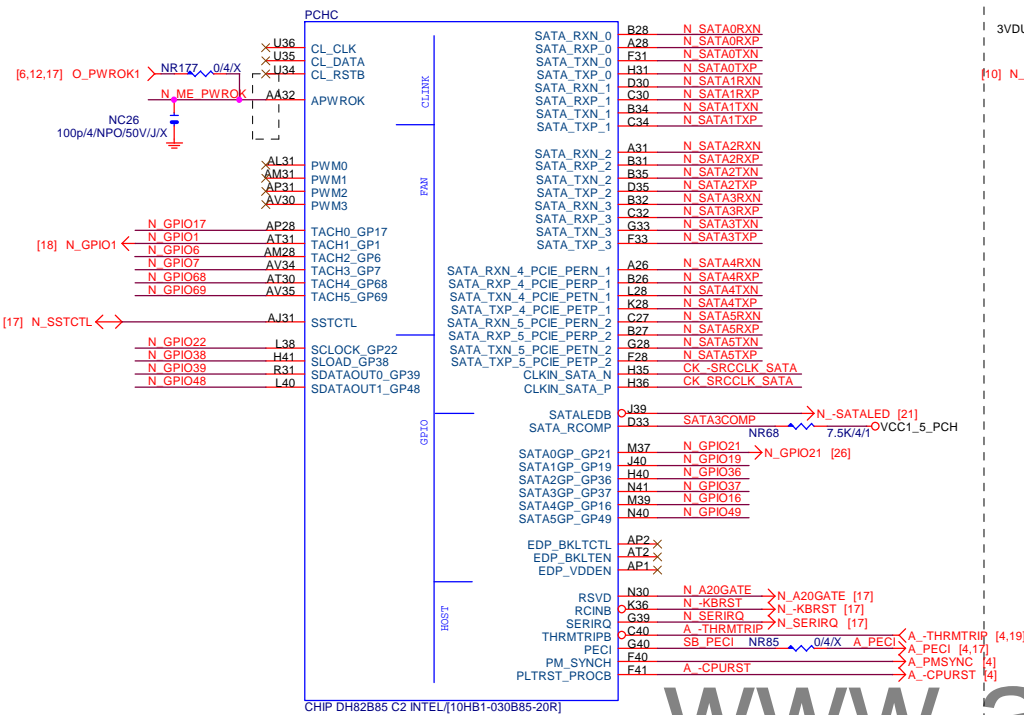 PCHC
U36 CL_CLK
U35 CL_DATA
[6,12,17] O_PWROK1 NR177 0/4/X U34 CL_RSTB
N_ME_PWROK AA32 APWROK
NC26
100p/4/NPO/50V/J/X
CLINK
AL31 PWM0
AM31 PWM1
AP31 PWM2
AV30 PWM3
FAN
N_GPIO17 AP28 TACH0_GP17
[18] N_GPIO1 AT31 TACH1_GP1
N_GPIO6 AM28 TACH2_GP6
N_GPIO7 AV34 TACH3_GP7
N_GPIO68 AT30 TACH4_GP68
N_GPIO69 AV35 TACH5_GP69
[17] N_SSTCTL AJ31 SSTCTL
N_GPIO22 L38 SCLOCK_GP22
N_GPIO38 H41 SLOAD_GP38
N_GPIO39 R31 SDATAOUT0_GP39
N_GPIO48 L40 SDATAOUT1_GP48
GPIO
HOST
SATA_RXN_0 B28 N_SATA0RXN
SATA_RXP_0 A28 N_SATA0RXP
SATA_TXN_0 F31 N_SATA0TXN
SATA_TXP_0 H31 N_SATA0TXP
SATA_RXN_1 D30 N_SATA1RXN
SATA_RXP_1 C30 N_SATA1RXP
SATA_TXN_1 B34 N_SATA1TXN
SATA_TXP_1 C34 N_SATA1TXP
SATA_RXN_2 A31 N_SATA2RXN
SATA_RXP_2 B31 N_SATA2RXP
SATA_TXN_2 B35 N_SATA2TXN
SATA_TXP_2 D35 N_SATA2TXP
SATA_RXN_3 B32 N_SATA3RXN
SATA_RXP_3 C32 N_SATA3RXP
SATA_TXN_3 G33 N_SATA3TXN
SATA_TXP_3 F33 N_SATA3TXP
SATA_RXN_4_PCIE_PERN_1 A26 N_SATA4RXN
SATA_RXP_4_PCIE_PERP_1 B26 N_SATA4RXP
SATA_TXN_4_PCIE_PETN_1 L28 N_SATA4TXN
SATA_TXP_4_PCIE_PETP_1 K28 N_SATA4TXP
SATA_RXN_5_PCIE_PERN_2 C27 N_SATA5RXN
SATA_RXP_5_PCIE_PERP_2 B27 N_SATA5RXP
SATA_TXN_5_PCIE_PETN_2 G28 N_SATA5TXN
SATA_TXP_5_PCIE_PETP_2 F28 N_SATA5TXP
CLKIN_SATA_N H35 CK_-SRCCLK_SATA
CLKIN_SATA_P H36 CK_SRCCLK_SATA
SATALEDB J39 N_-SATALED [21]
SATA_RCOMP D33 SATA3COMP NR68 7.5K/4/1 VCC1_5_PCH
SATA0GP_GP21 M37 N_GPIO21 N_GPIO21 [26]
SATA1GP_GP19 J40 N_GPIO19
SATA2GP_GP36 H40 N_GPIO36
SATA3GP_GP37 N41 N_GPIO37
SATA4GP_GP16 M39 N_GPIO16
SATA5GP_GP49 N40 N_GPIO49
EDP_BKLTCTL AP2
EDP_BKLTEN AT2
EDP_VDDEN AP1
RSVD N30 N_A20GATE N_A20GATE [17]
RCINB K36 N_-KBRST N_-KBRST [17]
SERIRQ G39 N_SERIRQ N_SERIRQ [17]
THRMTRIPB C40 A_-THRMTRIP A_-THRMTRIP [4,19]
PECI G40 SB_PECI NR85 0/4/X A_PECI A_PECI [4,17]
PM_SYNCH F40 A_PMSYNC [4]
PLTRST_PROCB F41 A_-CPURST A_-CPURST [4]
CHIP DH82B85 C2 INTEL/[10HB1-030B85-20R]
3VDU
[10] N_
www